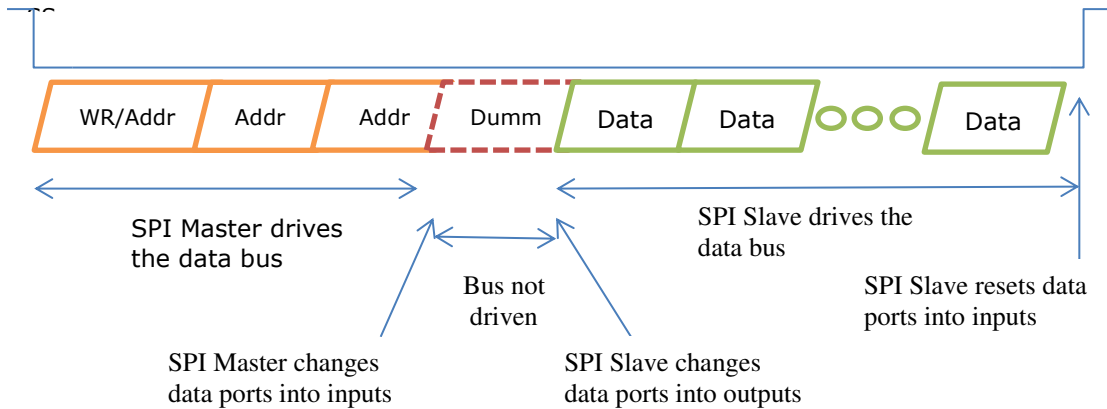 WR/Addr Addr Addr Dumm Data Data Data
SPI Master drives
the data bus
SPI Slave drives the
data bus
Bus not
driven
SPI Slave resets data
ports into inputs
SPI Master changes
data ports into inputs
SPI Slave changes
data ports into outputs